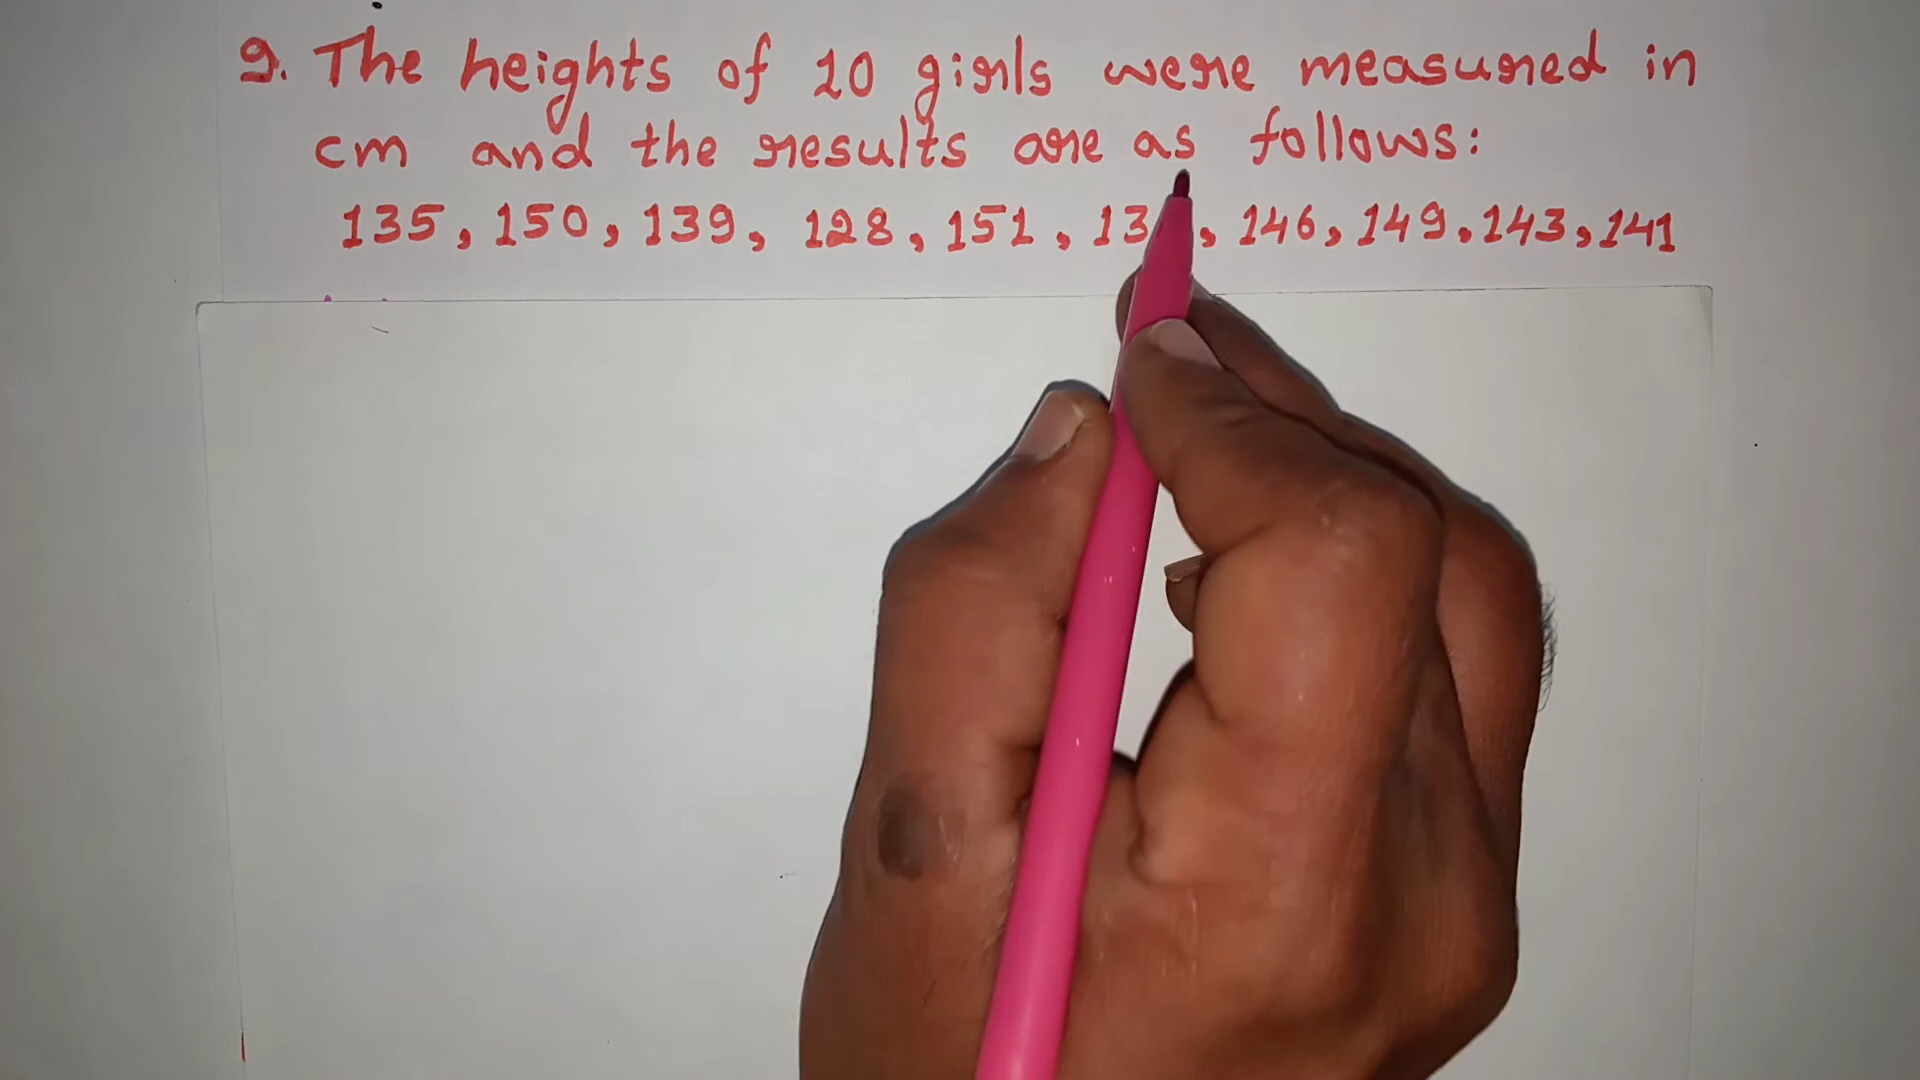 9. The heights of 10 girls were measured in
cm and the results are as follows:
135, 150, 139, 128, 151, 13 , 146, 149, 143, 141